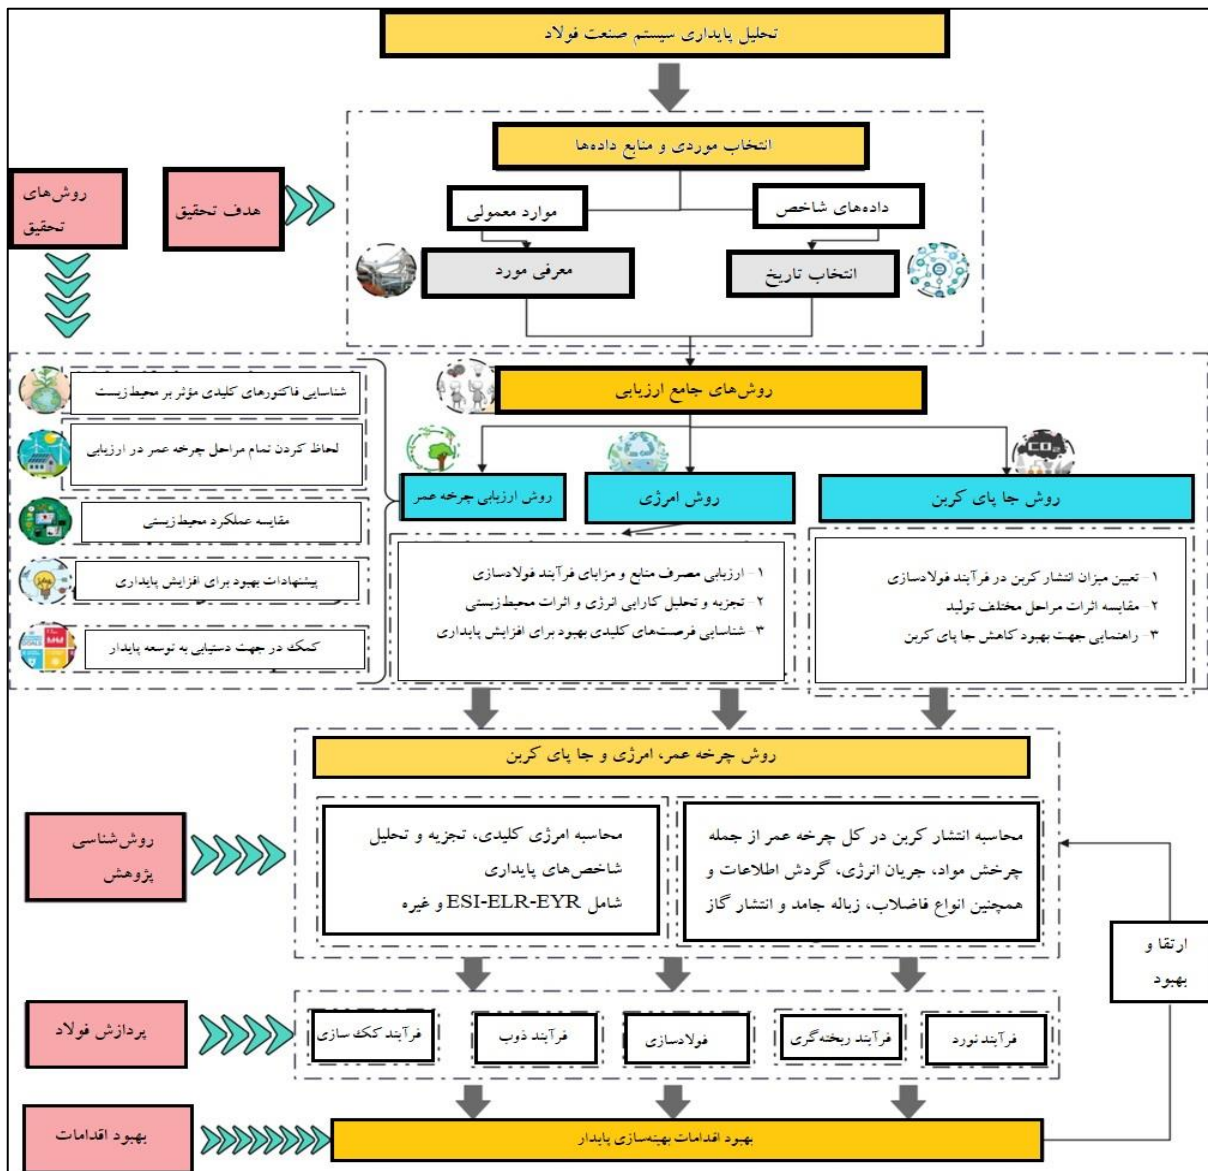 تحلیل پایداری سیستم صنعت فولاد
انتخاب موردی و منابع داده‌ها
روش‌های
تحقیق
هدف تحقیق
داده‌های شاخص
موارد معمولی
انتخاب تاریخ
معرفی مورد
روش‌های جامع ارزیابی
شناسایی فاکتورهای کلیدی مؤثر بر محیط‌زیست
لحاظ کردن تمام مراحل چرخه عمر در ارزیابی
مقایسه عملکرد محیط‌زیستی
پیشنهادات بهبود برای افزایش پایداری
کمک در جهت دستیابی به توسعه پایدار
CO₂
روش جا پای کربن
روش امرژی
روش ارزیابی چرخه عمر
۱- تعیین میزان انتشار کربن در فرآیند فولادسازی
۲- مقایسه اثرات مراحل مختلف تولید
۳- راهنمایی جهت بهبود کاهش جا پای کربن
۱- ارزیابی مصرف منابع و مزایای فرآیند فولادسازی
۲- تجزیه و تحلیل کارایی انرژی و اثرات محیط‌زیستی
۳- شناسایی فرصت‌های کلیدی بهبود برای افزایش پایداری
روش چرخه عمر، امرژی و جا پای کربن
روش‌شناسی
پژوهش
محاسبه انتشار کربن در کل چرخه عمر از جمله
چرخش مواد، جریان انرژی، گردش اطلاعات و
همچنین انواع فاضلاب، زباله جامد و انتشار گاز
محاسبه امرژی کلیدی، تجزیه و تحلیل
شاخص‌های پایداری
شامل ESI-ELR-EYR و غیره
ارتقا و
بهبود
پردازش فولاد
فرآیند نورد
فرآیند ریخته‌گری
فولادسازی
فرآیند ذوب
فرآیند کک سازی
بهبود اقدامات
بهبود اقدامات بهینه‌سازی پایدار